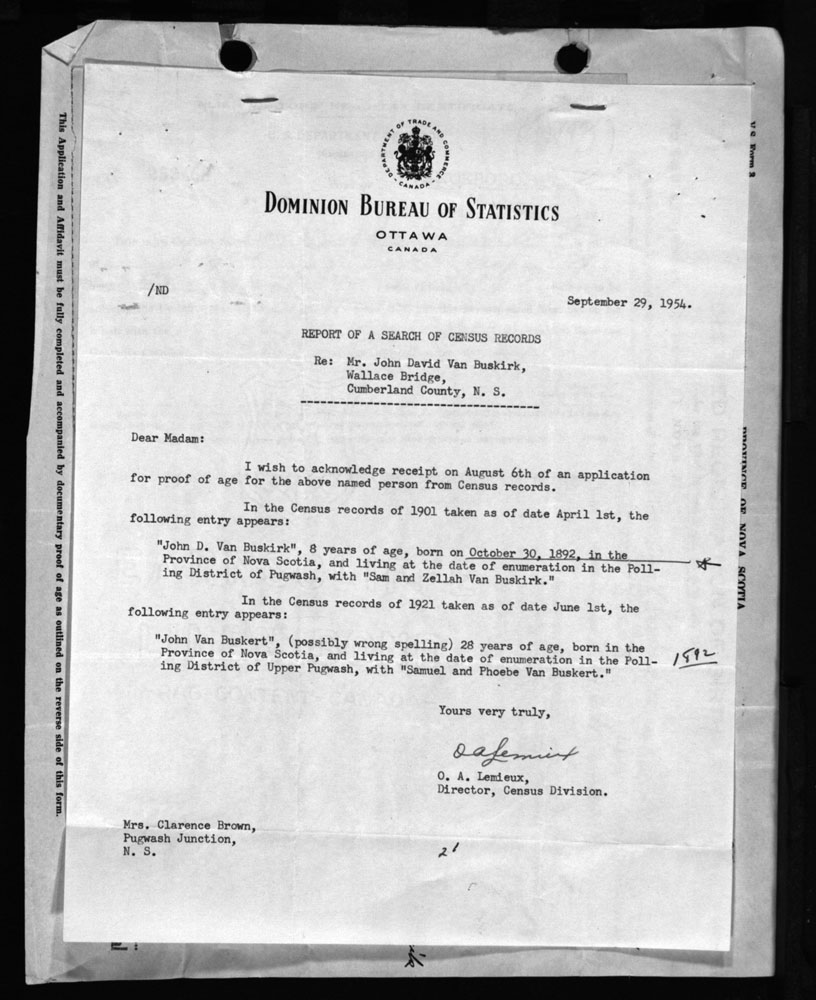 DEPARTMENT OF TRADE AND COMMERCE
CANADA
DOMINION BUREAU OF STATISTICS
OTTAWA
CANADA
/ND
September 29, 1954.
REPORT OF A SEARCH OF CENSUS RECORDS
Re: Mr. John David Van Buskirk,
Wallace Bridge,
Cumberland County, N. S.
Dear Madam:
I wish to acknowledge receipt on August 6th of an application
for proof of age for the above named person from Census records.
In the Census records of 1901 taken as of date April 1st, the
following entry appears:
"John D. Van Buskirk", 8 years of age, born on October 30, 1892, in the
Province of Nova Scotia, and living at the date of enumeration in the Poll-
ing District of Pugwash, with "Sam and Zellah Van Buskirk."
In the Census records of 1921 taken as of date June 1st, the
following entry appears:
"John Van Buskert", (possibly wrong spelling) 28 years of age, born in the
Province of Nova Scotia, and living at the date of enumeration in the Poll-
ing District of Upper Pugwash, with "Samuel and Phoebe Van Buskert."
1892
Yours very truly,
O A Lemieux
O. A. Lemieux,
Director, Census Division.
Mrs. Clarence Brown,
Pugwash Junction,
N. S.
This Application and Affidavit must be fully completed and accompanied by documentary proof of age as outlined on the reverse side of this form.
PROVINCE OF NOVA SCOTIA